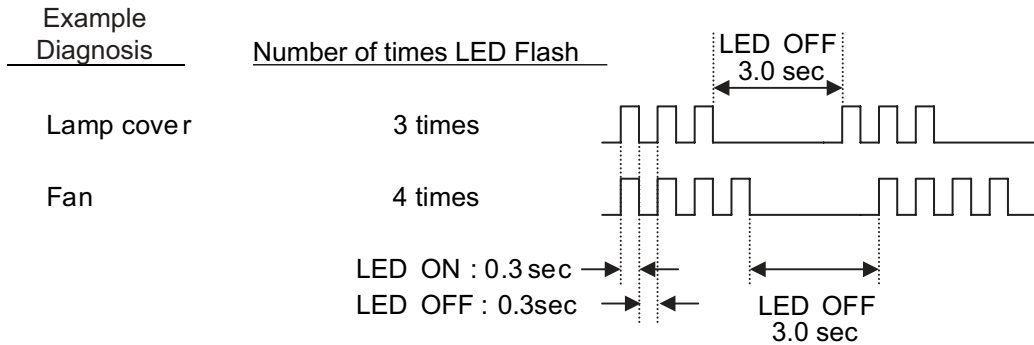 Example
Diagnosis
Number of times LED Flash
LED OFF
3.0 sec
Lamp cover
3 times
Fan
4 times
LED ON : 0.3 sec
LED OFF : 0.3sec
LED OFF
3.0 sec